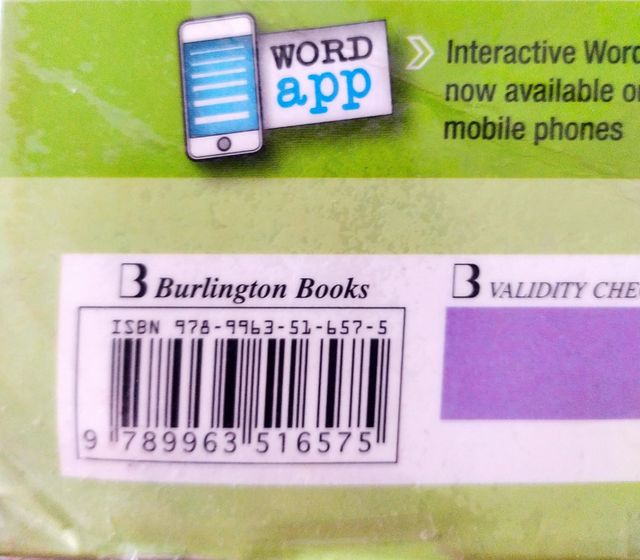 WORD
app
Interactive Word
now available on
mobile phones
B Burlington Books
B VALIDITY CHE
ISBN 978-9963-51-657-5
9 789963 516575